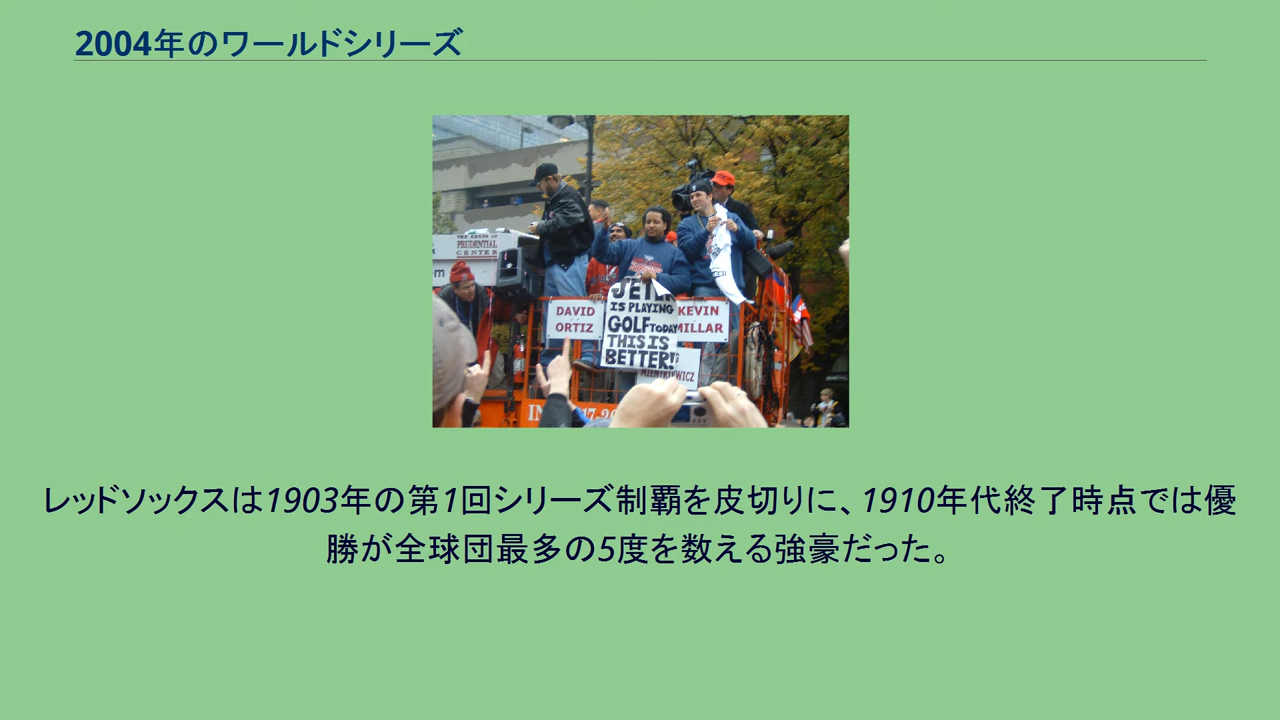 2004年のワールドシリーズ
THE SHOPS AT
PRUDENTIAL
CENTER
DAVID
ORTIZ
JETER
IS PLAYING
GOLF TODAY
THIS IS
BETTER!
KEVIN
MILLAR
MIENTKIEWICZ
レッドソックスは1903年の第1回シリーズ制覇を皮切りに、1910年代終了時点では優
勝が全球団最多の5度を数える強豪だった。